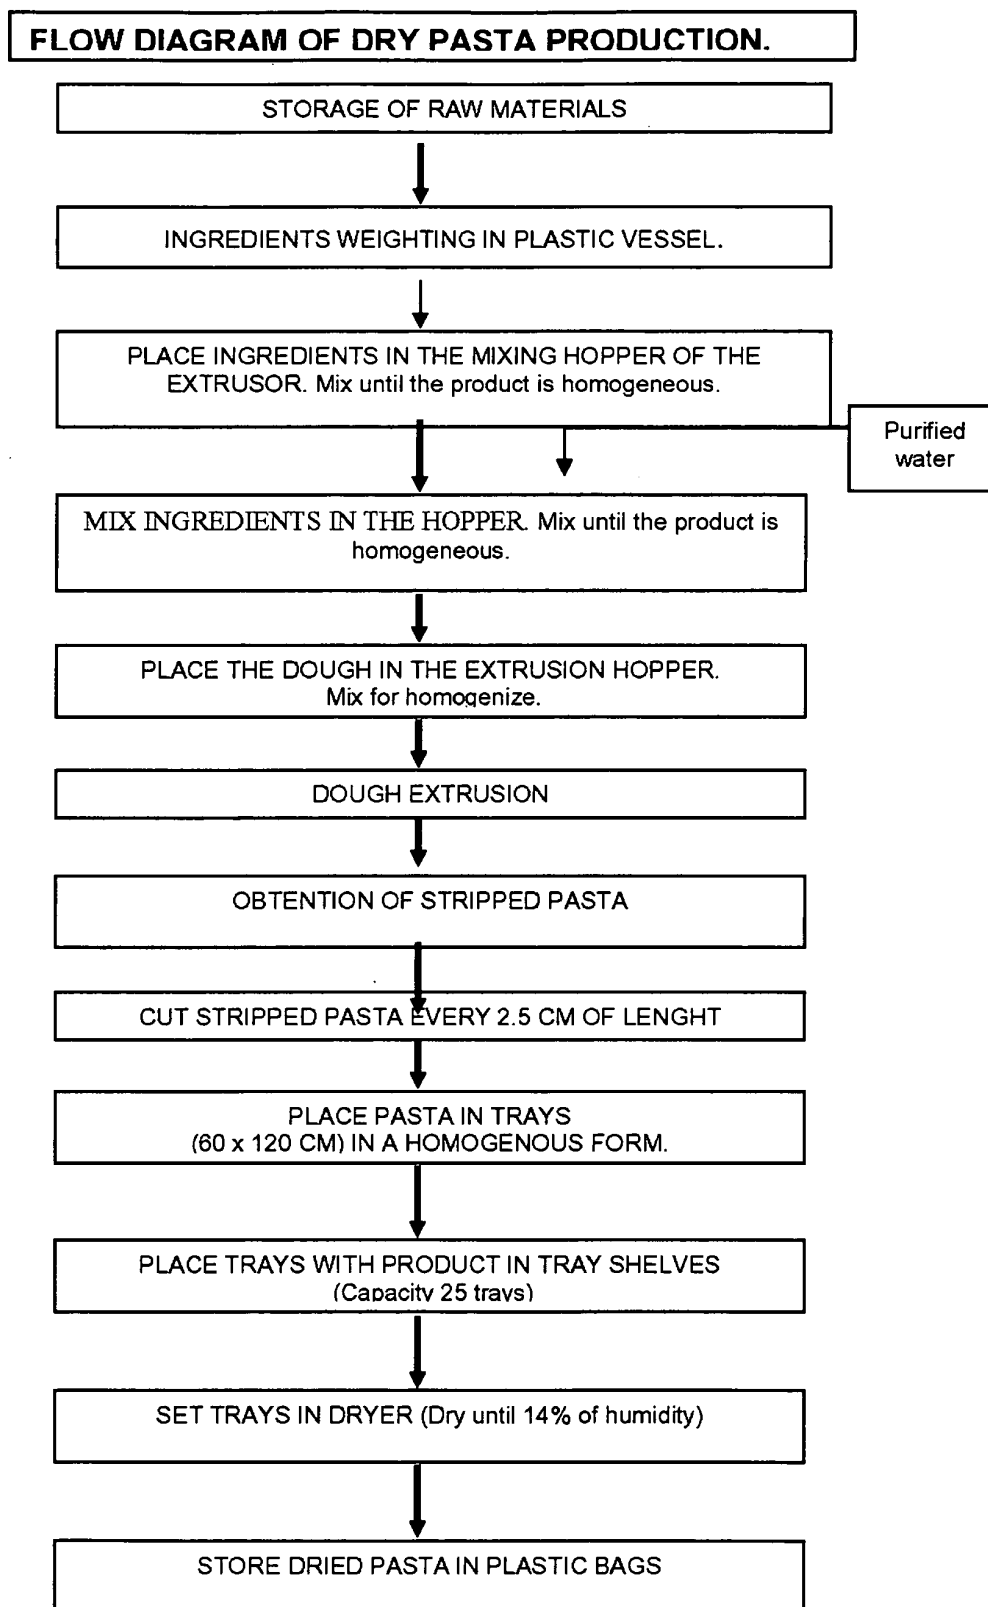 FLOW DIAGRAM OF DRY PASTA PRODUCTION.
STORAGE OF RAW MATERIALS
INGREDIENTS WEIGHTING IN PLASTIC VESSEL.
PLACE INGREDIENTS IN THE MIXING HOPPER OF THE
EXTRUSOR. Mix until the product is homogeneous.
Purified
water
MIX INGREDIENTS IN THE HOPPER. Mix until the product is
homogeneous.
PLACE THE DOUGH IN THE EXTRUSION HOPPER.
Mix for homogenize.
DOUGH EXTRUSION
OBTENTION OF STRIPPED PASTA
CUT STRIPPED PASTA EVERY 2.5 CM OF LENGHT
PLACE PASTA IN TRAYS
(60 x 120 CM) IN A HOMOGENOUS FORM.
PLACE TRAYS WITH PRODUCT IN TRAY SHELVES
(Capacity 25 trays)
SET TRAYS IN DRYER (Dry until 14% of humidity)
STORE DRIED PASTA IN PLASTIC BAGS